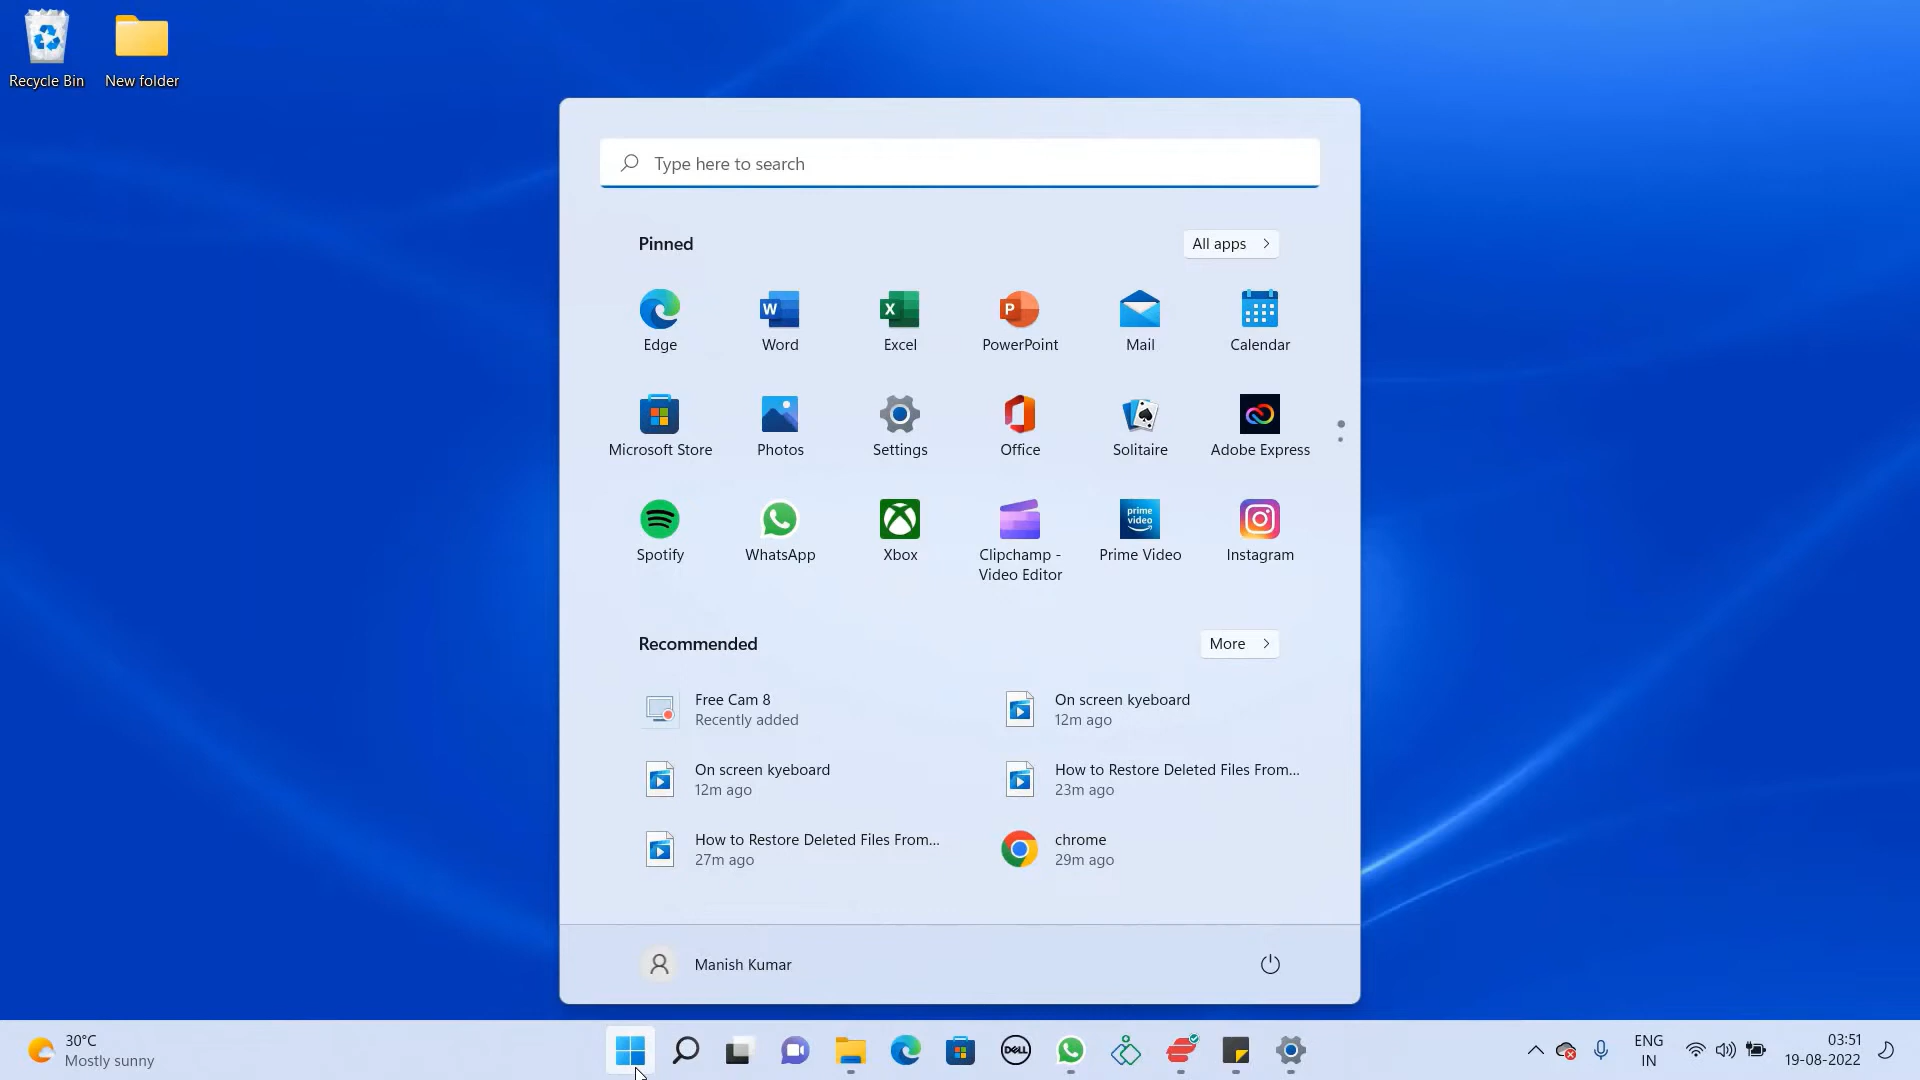 Recycle Bin
New folder
Type here to search
Pinned
All apps
Edge
Word
Excel
PowerPoint
Mail
Calendar
Microsoft Store
Photos
Settings
Office
Solitaire
Adobe Express
prime
video
Spotify
WhatsApp
Xbox
Clipchamp -
Video Editor
Prime Video
Instagram
Recommended
More
Free Cam 8
Recently added
On screen kyeboard
12m ago
On screen kyeboard
12m ago
How to Restore Deleted Files From...
23m ago
How to Restore Deleted Files From...
27m ago
chrome
29m ago
Manish Kumar
30°C
Mostly sunny
DELL
ENG
IN
03:51
19-08-2022